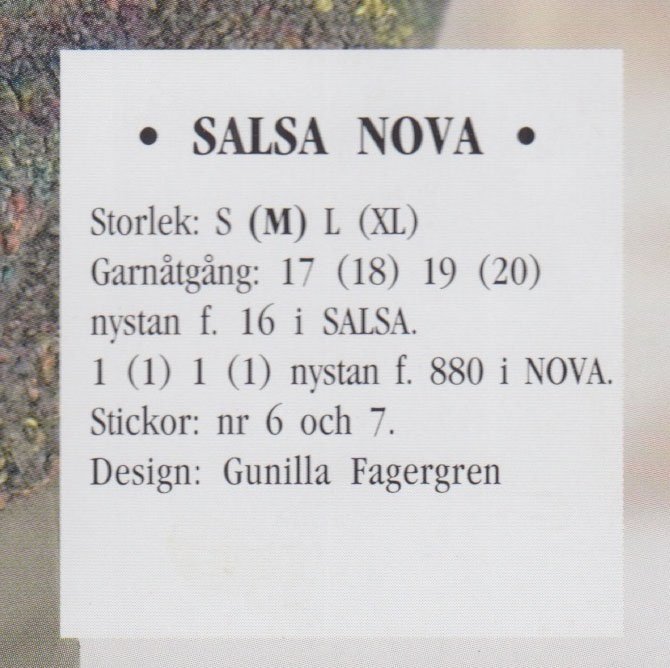 • SALSA NOVA •
Storlek: S (M) L (XL)
Garnåtgång: 17 (18) 19 (20)
nystan f. 16 i SALSA.
1 (1) 1 (1) nystan f. 880 i NOVA.
Stickor: nr 6 och 7.
Design: Gunilla Fagergren